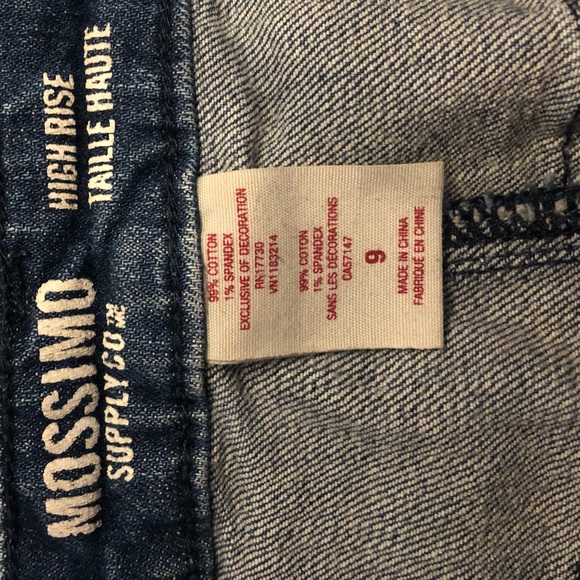 HIGH RISE
TAILLE HAUTE
MOSSIMO
SUPPLY CO
99% COTTON
1% SPANDEX
EXCLUSIVE OF DECORATION
RN17730
VN1163214
99% COTON
1% SPANDEX
SANS LES DÉCORATIONS
CA57147
9
MADE IN CHINA
FABRIQUÉ EN CHINE